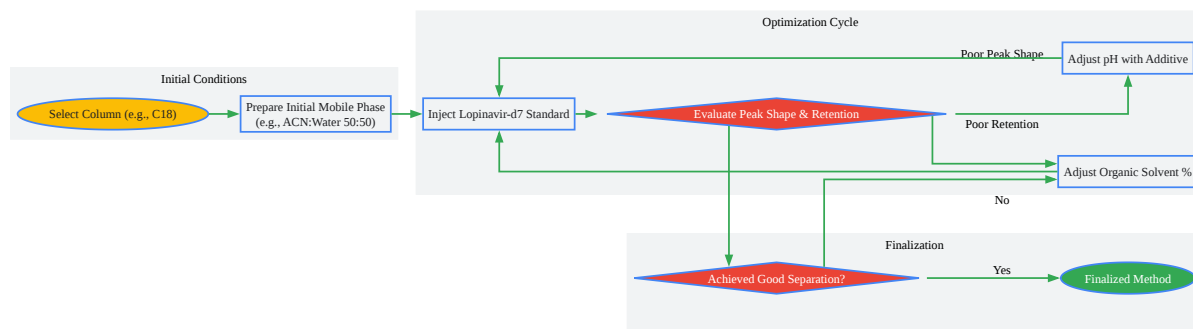 Optimization Cycle
Poor Peak Shape
Adjust pH with Additive
Initial Conditions
Select Column (e.g., C18)
Prepare Initial Mobile Phase
(e.g., ACN:Water 50:50)
Inject Lopinavir-d7 Standard
Evaluate Peak Shape & Retention
Poor Retention
Adjust Organic Solvent %
No
Finalization
Achieved Good Separation?
Yes
Finalized Method